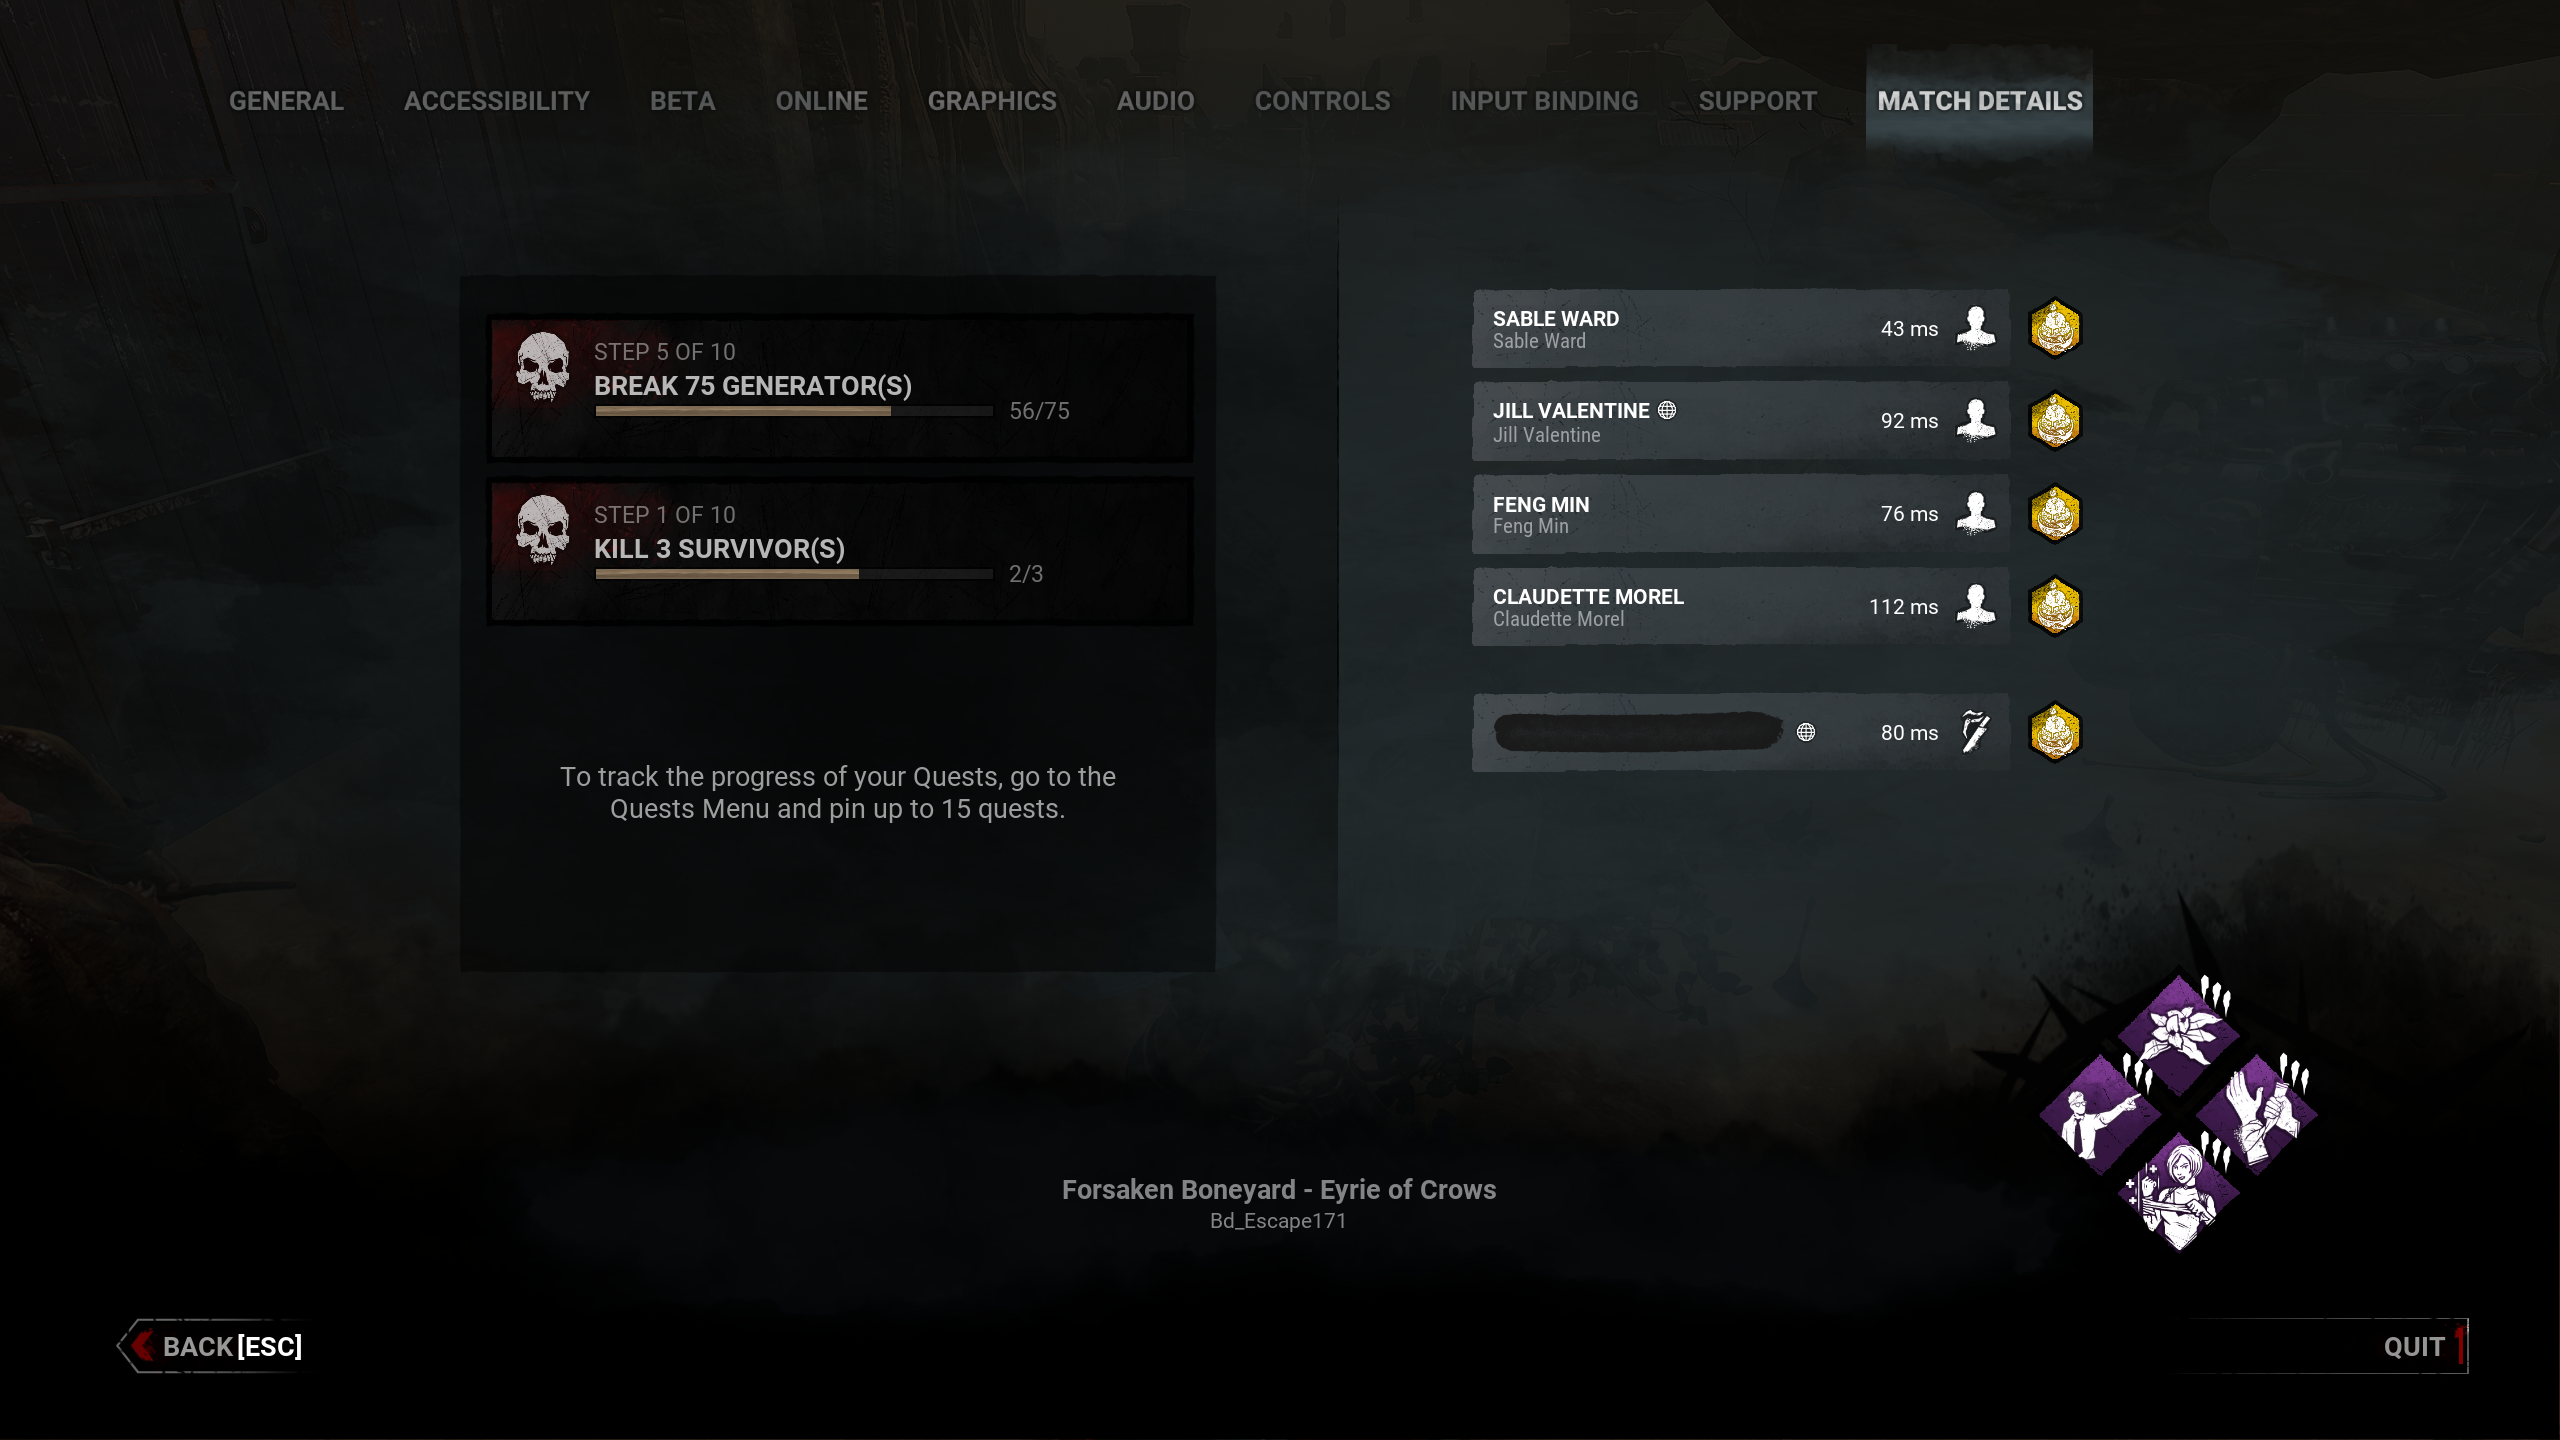 GENERAL ACCESSIBILITY BETA ONLINE GRAPHICS AUDIO CONTROLS INPUT BINDING SUPPORT MATCH DETAILS
STEP 5 OF 10
BREAK 75 GENERATOR(S)
56/75
STEP 1 OF 10
KILL 3 SURVIVOR(S)
2/3
To track the progress of your Quests, go to the
Quests Menu and pin up to 15 quests.
SABLE WARD
Sable Ward
43 ms
JILL VALENTINE
Jill Valentine
92 ms
FENG MIN
Feng Min
76 ms
CLAUDETTE MOREL
Claudette Morel
112 ms
80 ms
Forsaken Boneyard - Eyrie of Crows
Bd_Escape171
BACK [ESC]
QUIT